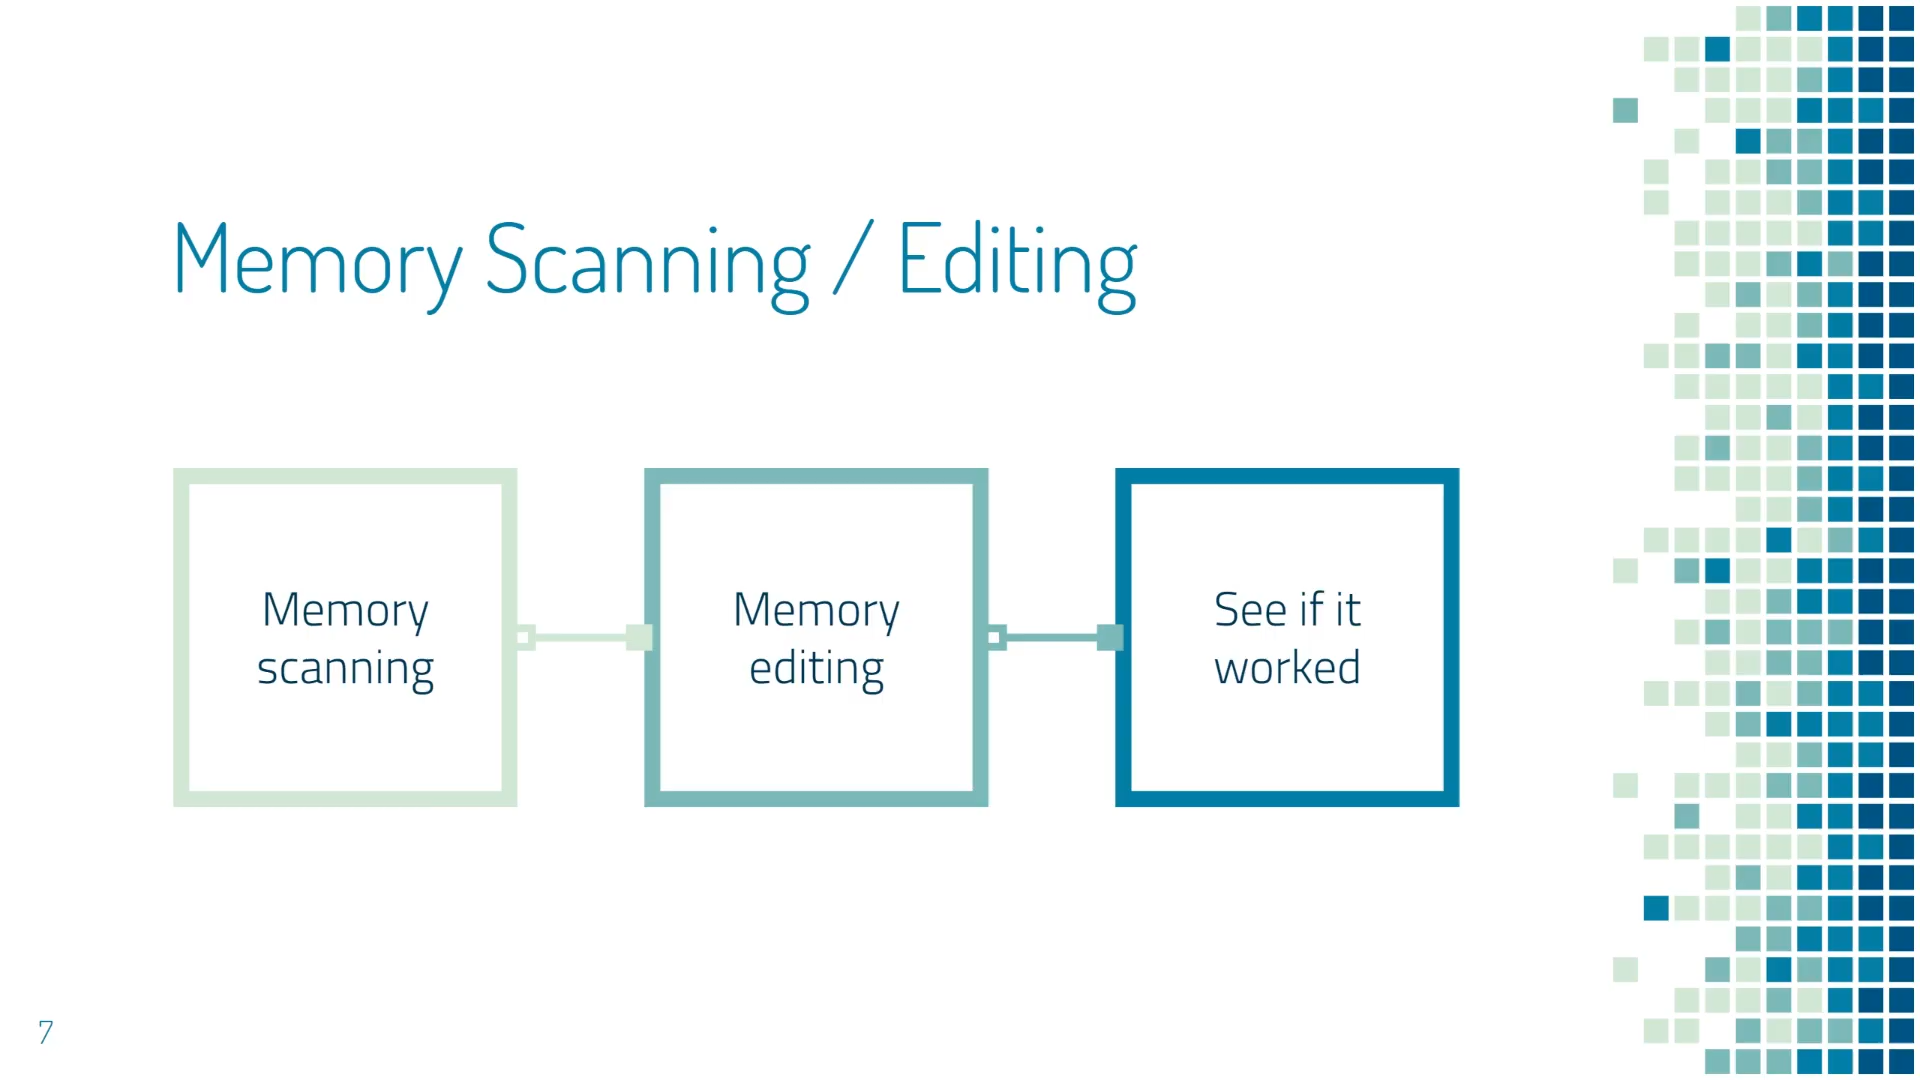 Memory Scanning / Editing
Memory
scanning
Memory
editing
See if it
worked
7